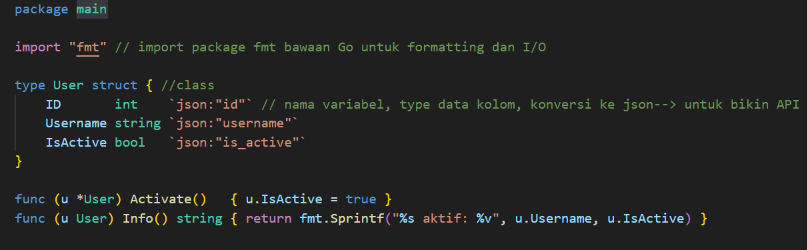 package main
import "fmt" // import package fmt bawaan Go untuk formatting dan I/O
type User struct { //class
ID int `json:"id"` // nama variabel, type data kolom, konversi ke json--> untuk bikin API
Username string `json:"username"`
IsActive bool `json:"is_active"`
}
func (u *User) Activate() { u.IsActive = true }
func (u User) Info() string { return fmt.Sprintf("%s aktif: %v", u.Username, u.IsActive) }